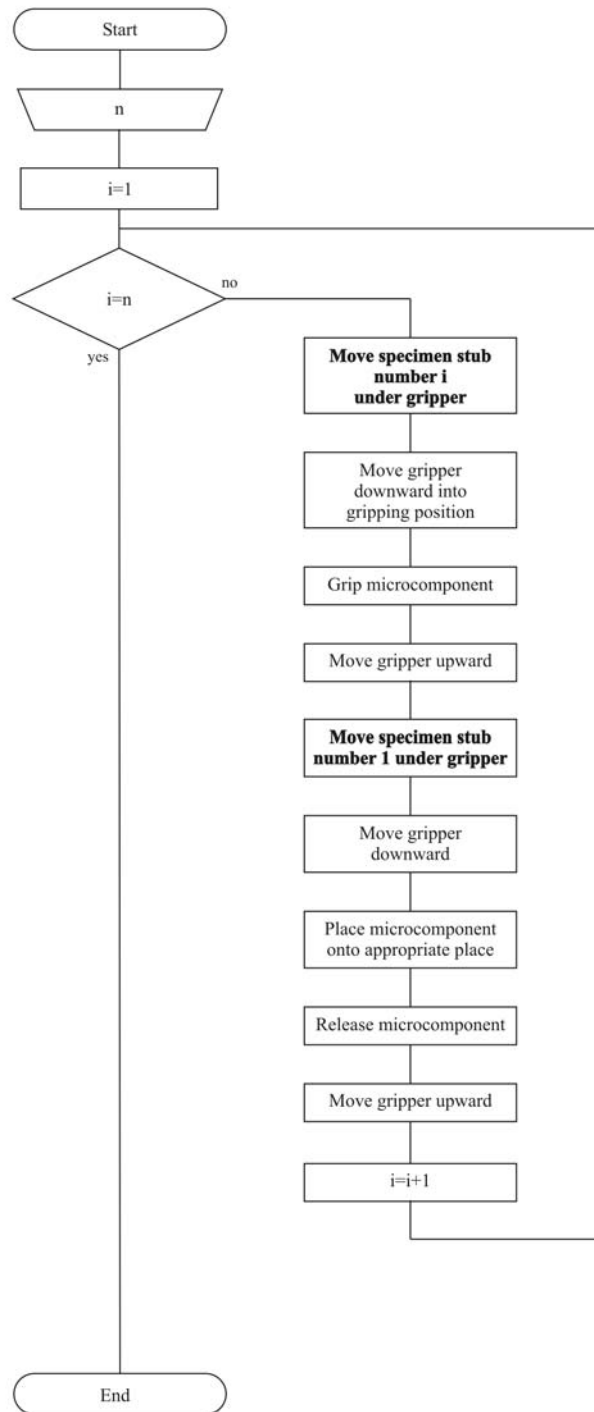 Start
n
i=1
i=n
no
yes
Move specimen stub
number i
under gripper
Move gripper
downward into
gripping position
Grip microcomponent
Move gripper upward
Move specimen stub
number 1 under gripper
Move gripper
downward
Place microcomponent
onto appropriate place
Release microcomponent
Move gripper upward
i=i+1
End